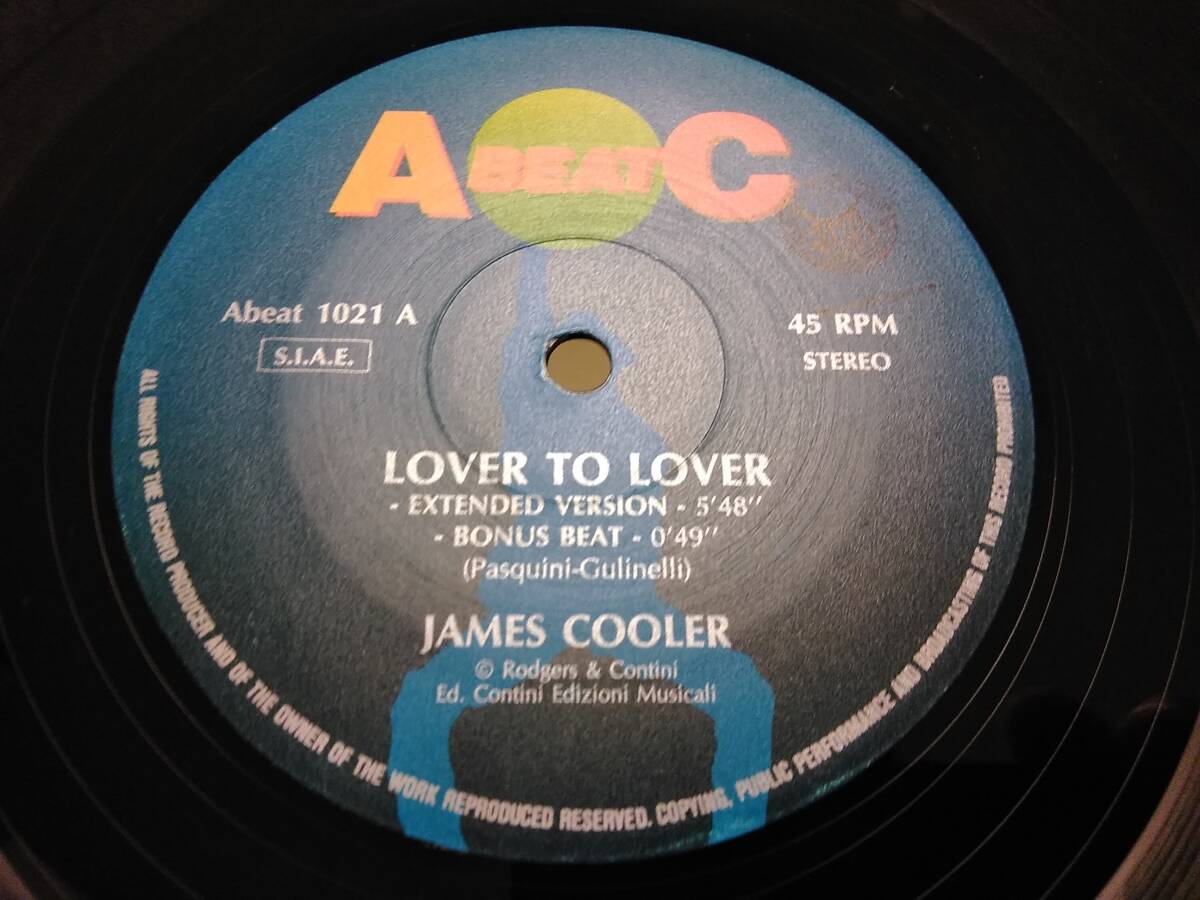 A BEAT C
Abeat 1021 A
S.I.A.E.
45 RPM
STEREO
LOVER TO LOVER
- EXTENDED VERSION - 5'48"
- BONUS BEAT - 0'49"
(Pasquini-Gulinelli)
JAMES COOLER
© Rodgers & Contini
Ed. Contini Edizioni Musicali
ALL RIGHTS OF THE RECORD PRODUCER AND OF THE OWNER OF THE WORK REPRODUCED RESERVED. COPYING, PUBLIC PERFORMANCE AND BROADCASTING OF THIS RECORD PROHIBITED